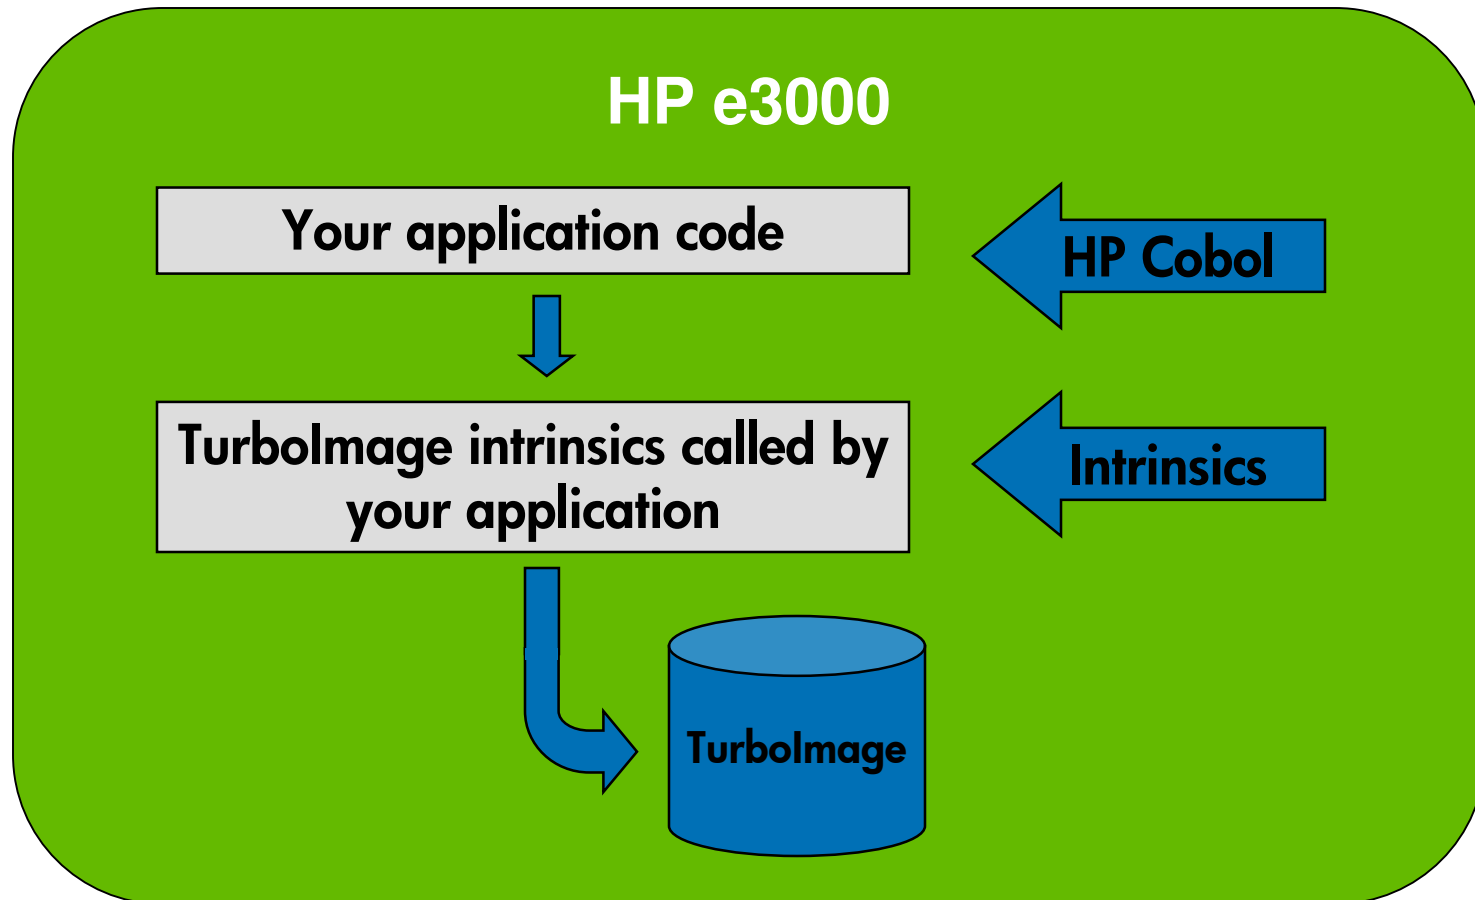 HP e3000
Your application code
HP Cobol
TurboImage intrinsics called by
your application
Intrinsics
TurboImage